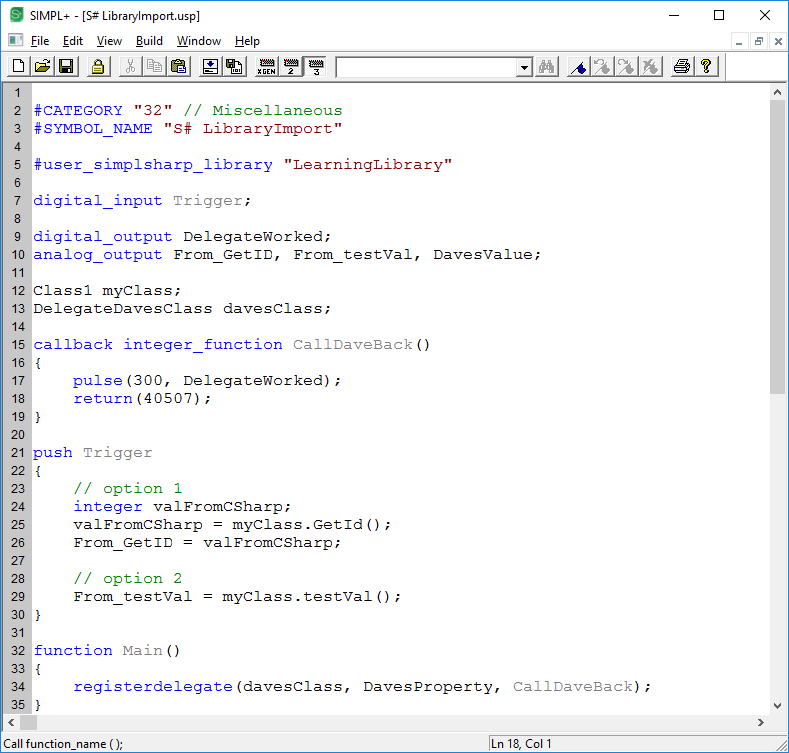 SIMPL+ - [S# LibraryImport.usp]
File Edit View Build Window Help
XGEN 2 3
1
2 #CATEGORY "32" // Miscellaneous
3 #SYMBOL_NAME "S# LibraryImport"
4
5 #user_simplsharp_library "LearningLibrary"
6
7 digital_input Trigger;
8
9 digital_output DelegateWorked;
10 analog_output From_GetID, From_testVal, DavesValue;
11
12 Class1 myClass;
13 DelegateDavesClass davesClass;
14
15 callback integer_function CallDaveBack()
16 {
17     pulse(300, DelegateWorked);
18     return(40507);
19 }
20
21 push Trigger
22 {
23     // option 1
24     integer valFromCSharp;
25     valFromCSharp = myClass.GetId();
26     From_GetID = valFromCSharp;
27
28     // option 2
29     From_testVal = myClass.testVal();
30 }
31
32 function Main()
33 {
34     registerdelegate(davesClass, DavesProperty, CallDaveBack);
35 }
Call function_name ( ); Ln 18, Col 1